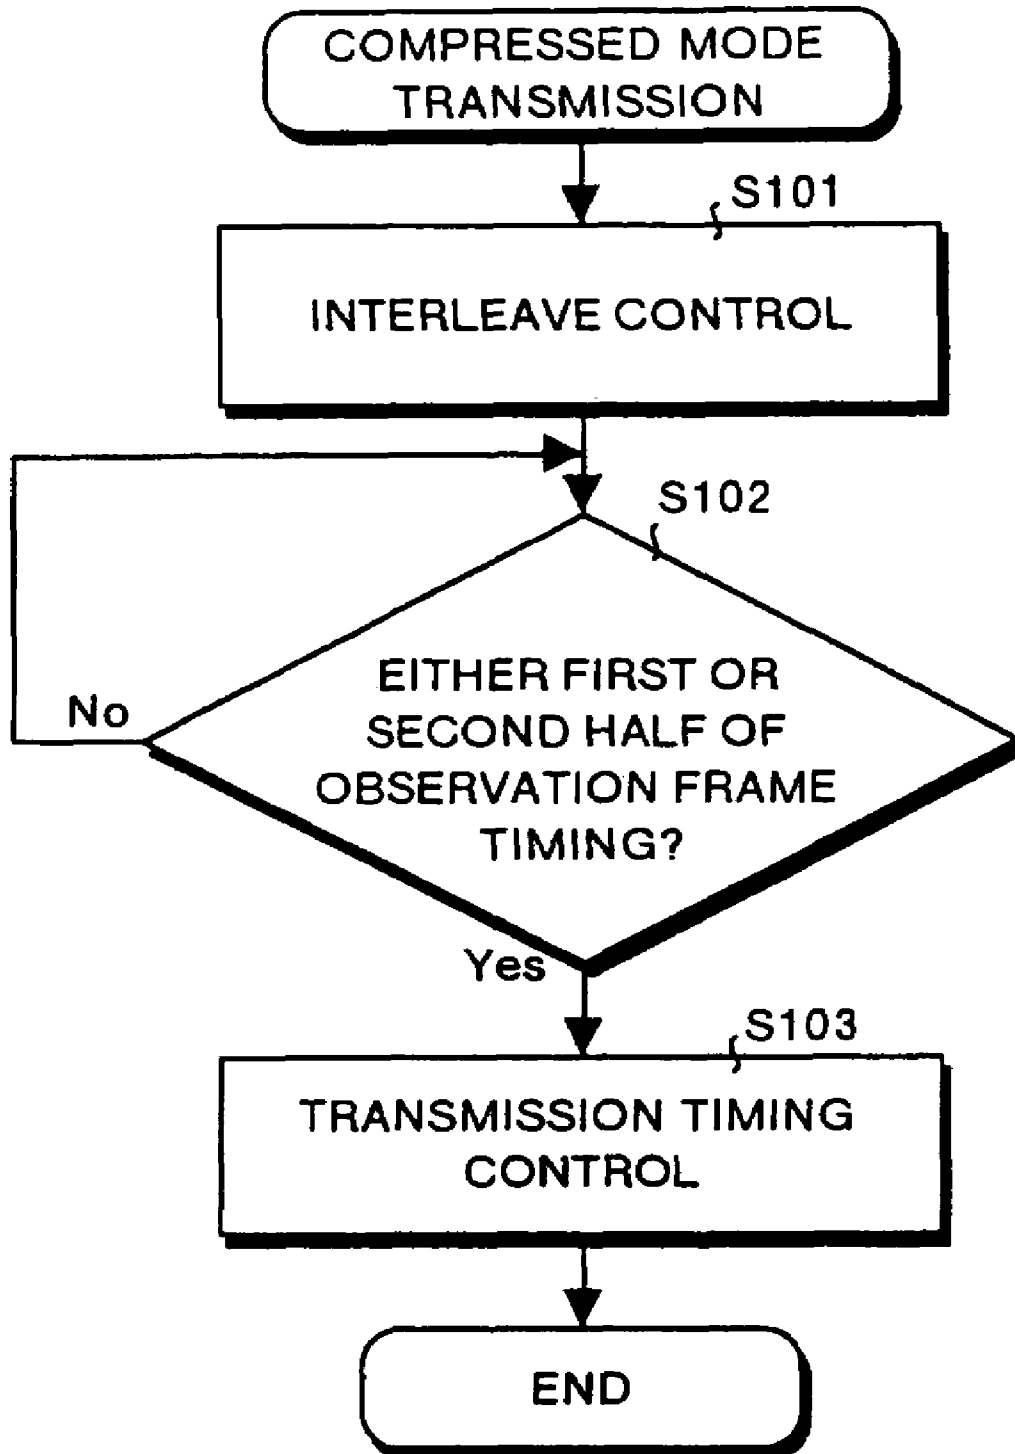 COMPRESSED MODE
TRANSMISSION
S101
INTERLEAVE CONTROL
S102
EITHER FIRST OR
SECOND HALF OF
OBSERVATION FRAME
TIMING?
No
Yes
S103
TRANSMISSION TIMING
CONTROL
END